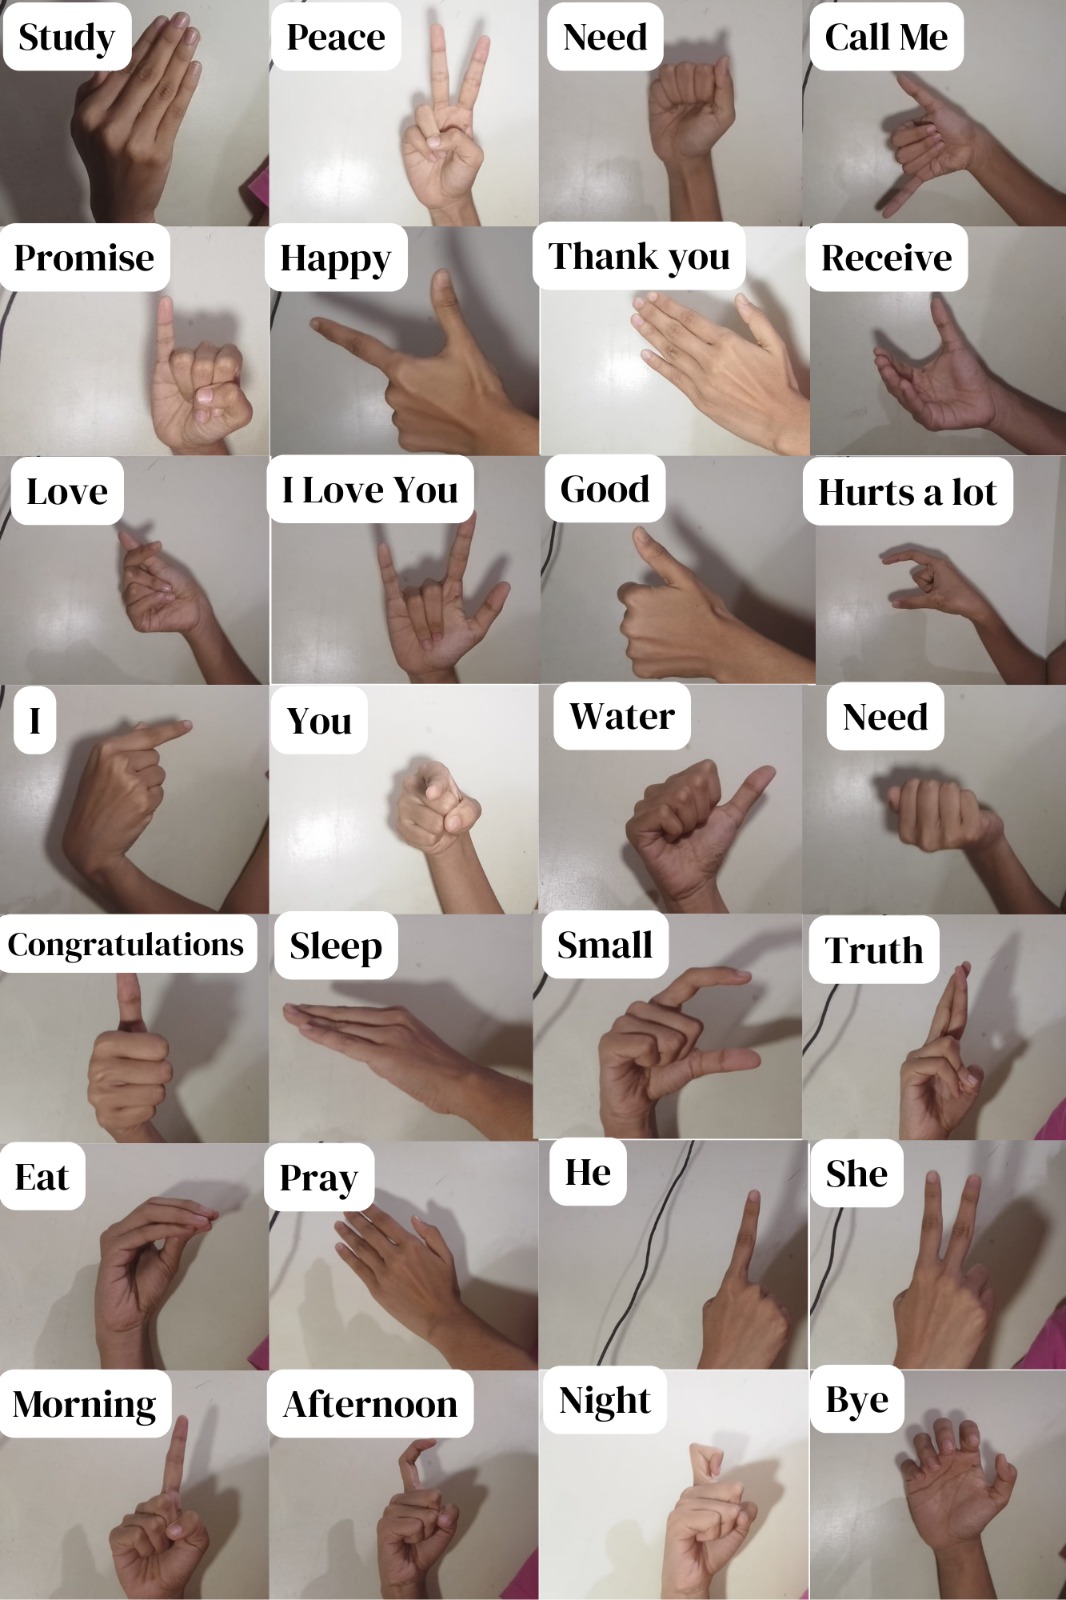 Study
Peace
Need
Call Me
Promise
Happy
Thank you
Receive
Love
I Love You
Good
Hurts a lot
I
You
Water
Need
Congratulations
Sleep
Small
Truth
Eat
Pray
He
She
Morning
Afternoon
Night
Bye